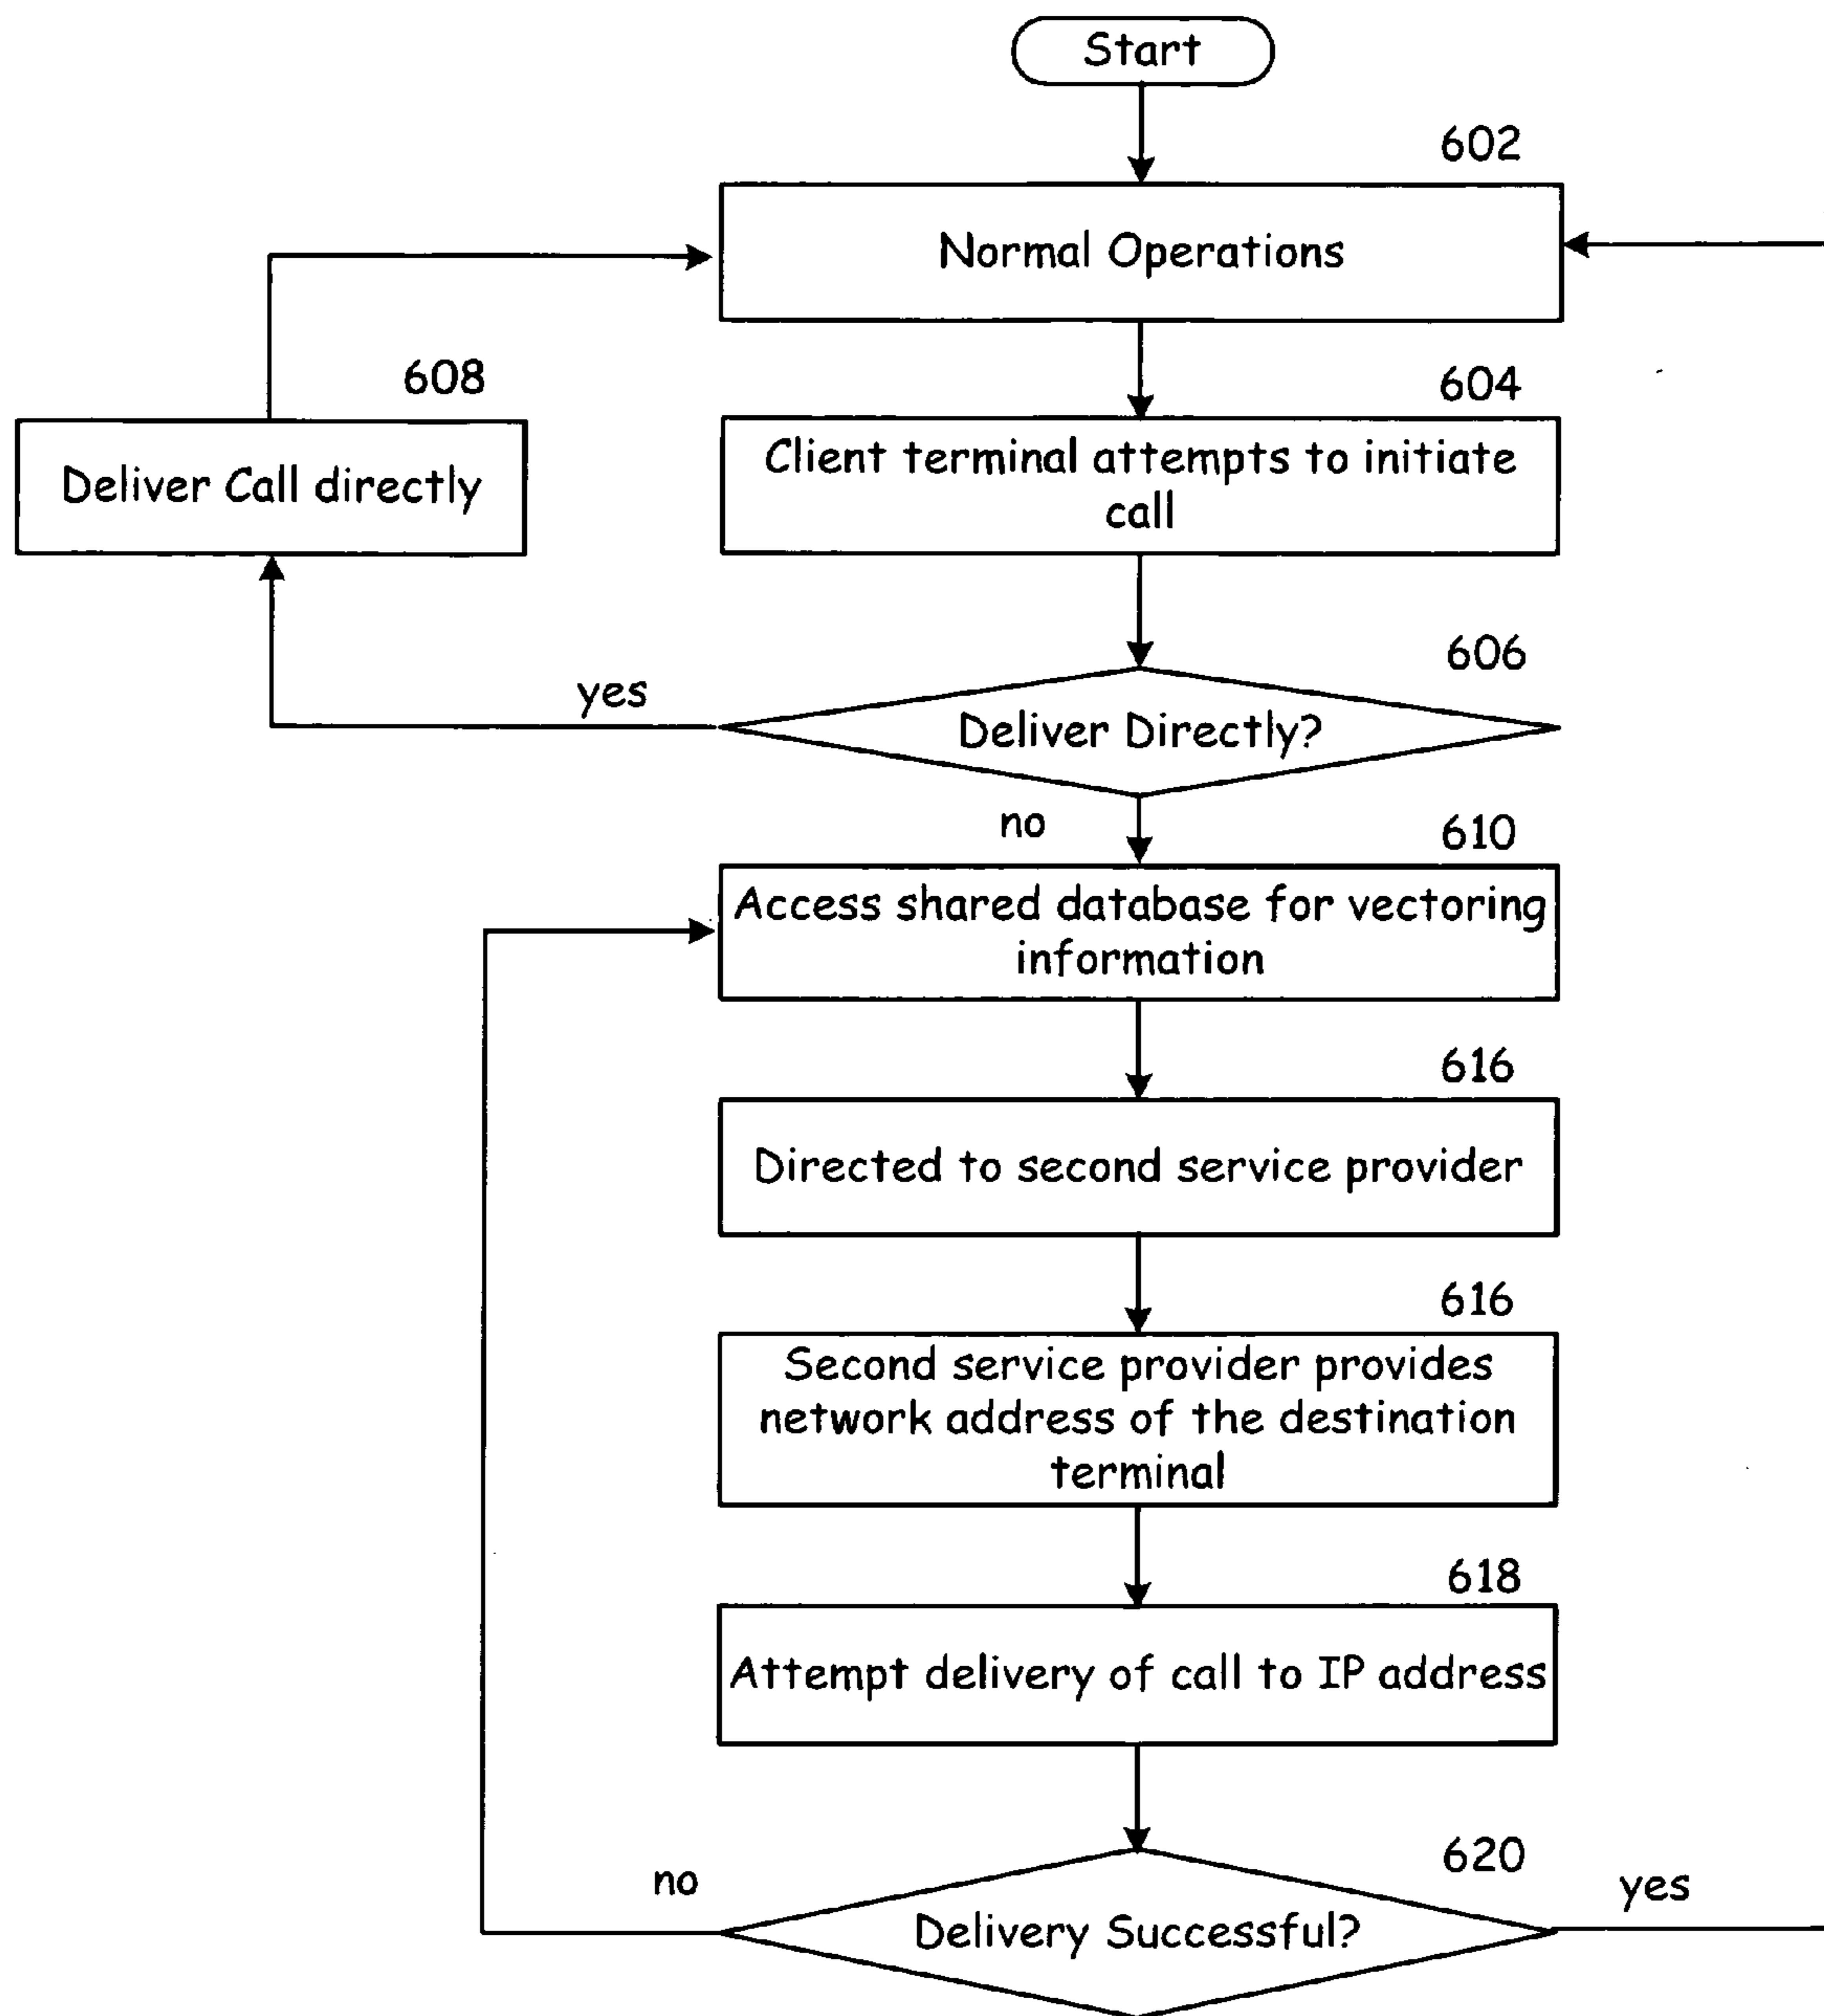 Start
602
Normal Operations
608
604
Deliver Call directly
Client terminal attempts to initiate
call
606
yes
Deliver Directly?
no
610
Access shared database for vectoring
information
616
Directed to second service provider
616
Second service provider provides
network address of the destination
terminal
618
Attempt delivery of call to IP address
620
no
yes
Delivery Successful?